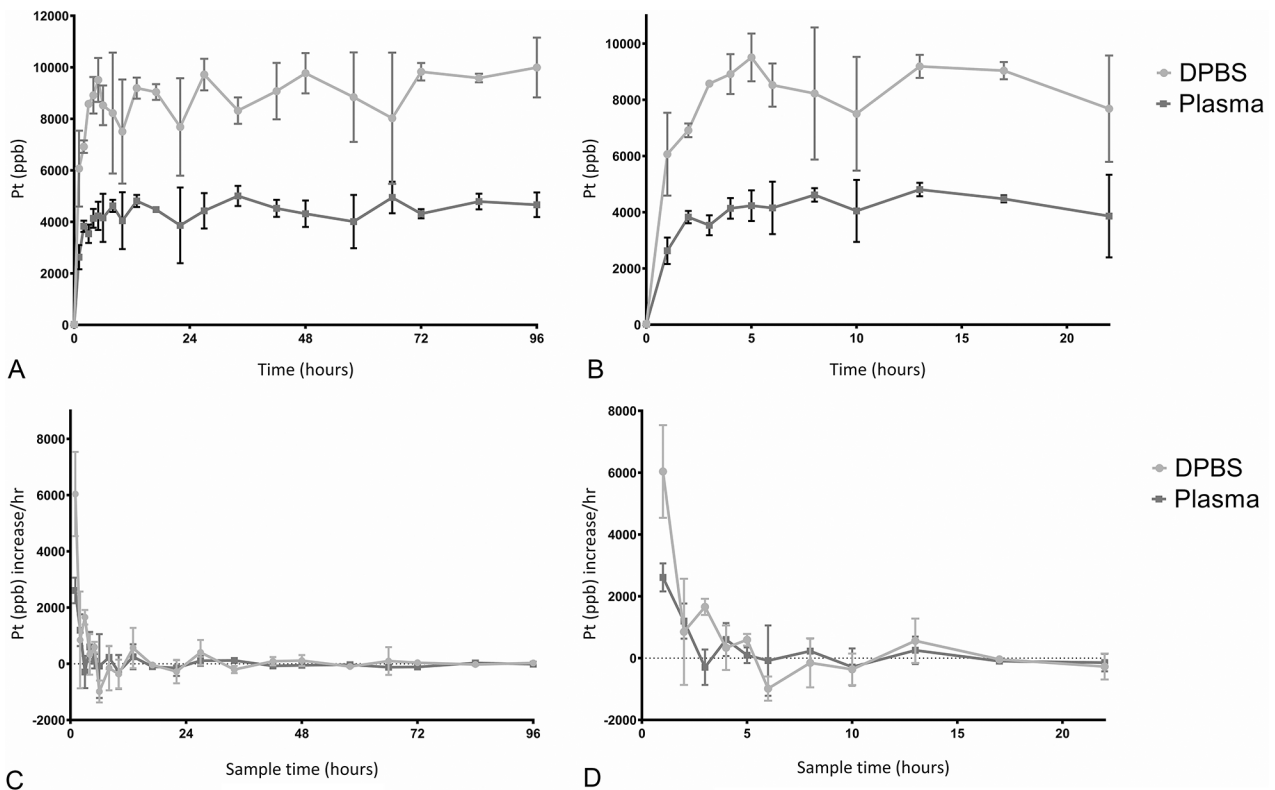 12000
10000
8000
6000
4000
2000
0
Pt (ppb)
0 24 48 72 96
Time (hours)
A
10000
8000
6000
4000
2000
0
Pt (ppb)
0 5 10 15 20
Time (hours)
B
DPBS
Plasma
8000
6000
4000
2000
0
-2000
Pt (ppb) increase/hr
0 24 48 72 96
Sample time (hours)
C
8000
6000
4000
2000
0
-2000
Pt (ppb) increase/hr
0 5 10 15 20
Sample time (hours)
D
DPBS
Plasma